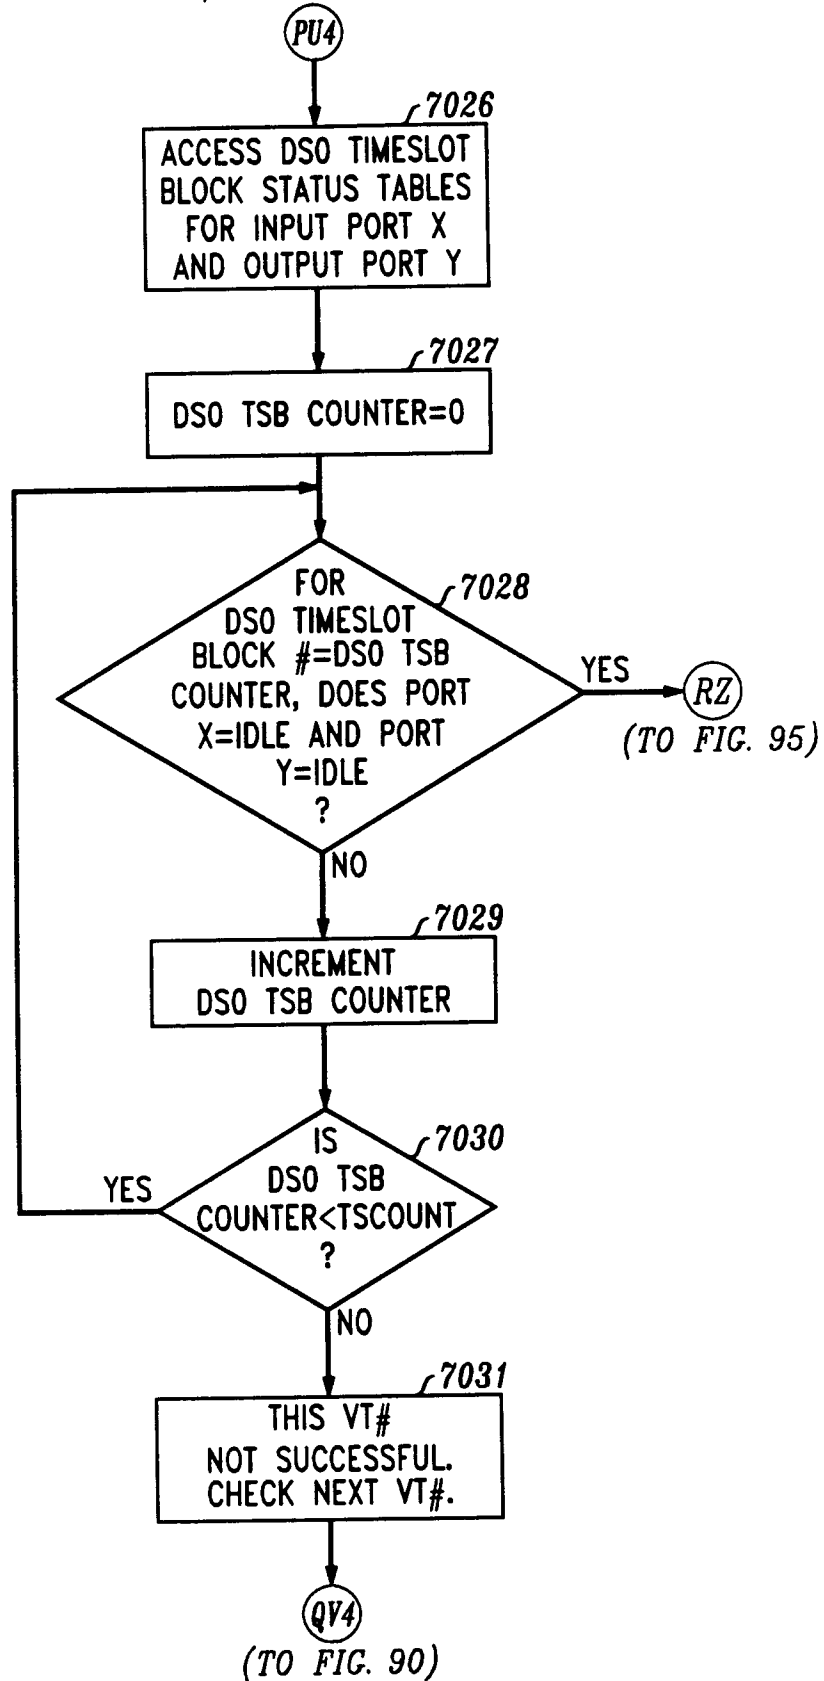 PU4
7026
ACCESS DS0 TIMESLOT
BLOCK STATUS TABLES
FOR INPUT PORT X
AND OUTPUT PORT Y
7027
DS0 TSB COUNTER=0
FOR
DS0 TIMESLOT
BLOCK #=DS0 TSB
COUNTER, DOES PORT
X=IDLE AND PORT
Y=IDLE
?
7028
YES
RZ
(TO FIG. 95)
NO
7029
INCREMENT
DS0 TSB COUNTER
IS
DS0 TSB
COUNTER<TSCOUNT
?
7030
YES
NO
7031
THIS VT#
NOT SUCCESSFUL.
CHECK NEXT VT#.
QV4
(TO FIG. 90)